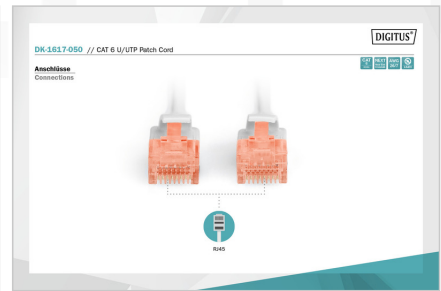 DIGITUS®
DK-1617-050 // CAT 6 U/UTP Patch Cord
Anschlüsse
Connections
RJ45